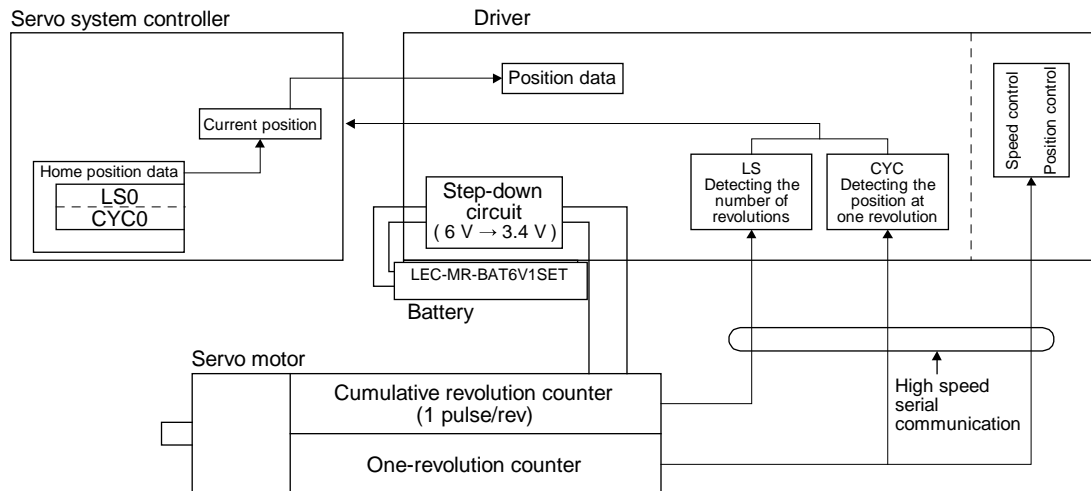 Servo system controller
Driver
Position data
Current position
Home position data
LS0
CYC0
Step-down
circuit
( 6 V → 3.4 V )
LEC-MR-BAT6V1SET
Battery
LS
Detecting the
number of
revolutions
CYC
Detecting the
position at
one revolution
Speed control
Position control
Servo motor
Cumulative revolution counter
(1 pulse/rev)
One-revolution counter
High speed
serial
communication